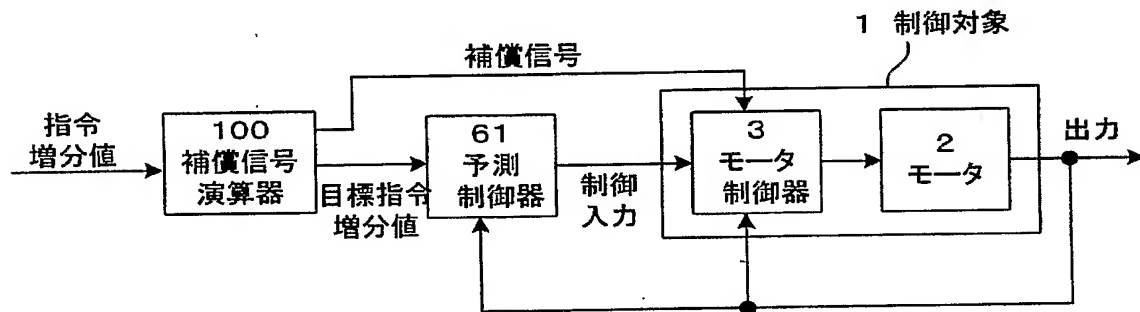 1 制御対象
補償信号
指令
増分値
100
補償信号
演算器
目標指令
増分値
61
予測
制御器
制御
入力
3
モータ
制御器
2
モータ
出力